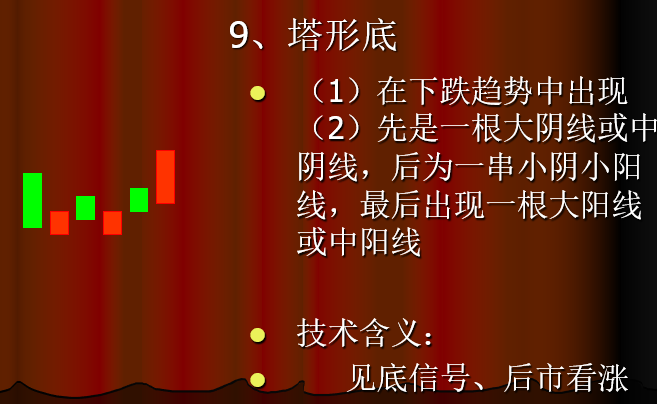 9、塔形底
（1）在下跌趋势中出现
（2）先是一根大阴线或中
阴线，后为一串小阴小阳
线，最后出现一根大阳线
或中阳线
技术含义：
见底信号、后市看涨